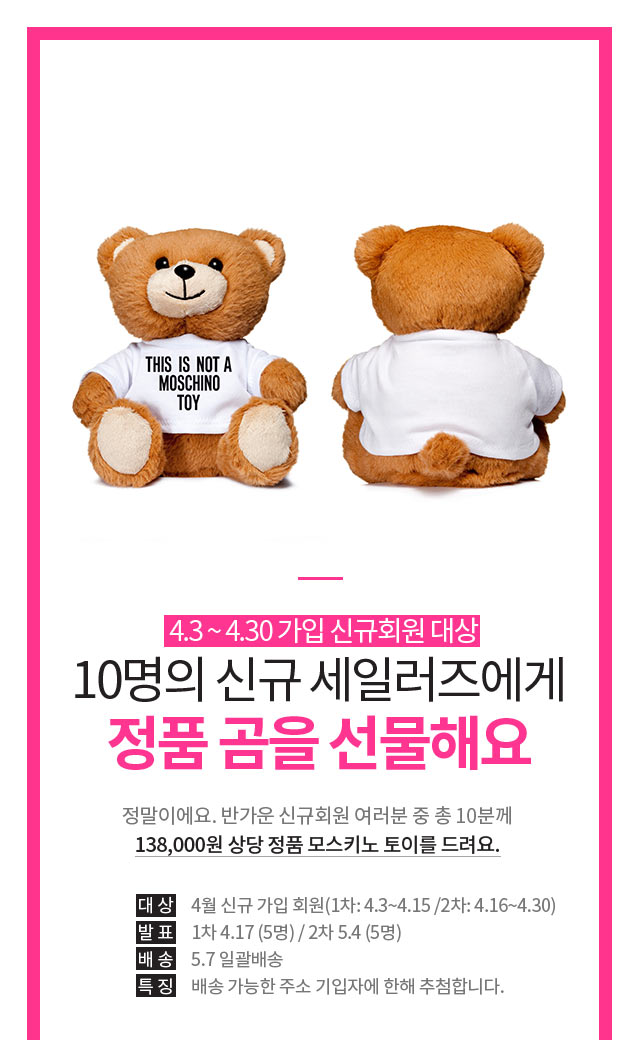 THIS IS NOT A
MOSCHINO
TOY
4.3 ~ 4.30 가입 신규회원 대상
10명의 신규 세일러즈에게
정품 곰을 선물해요
정말이에요. 반가운 신규회원 여러분 중 총 10분께
138,000원 상당 정품 모스키노 토이를 드려요.
대 상 4월 신규 가입 회원(1차: 4.3~4.15 /2차: 4.16~4.30)
발 표 1차 4.17 (5명) / 2차 5.4 (5명)
배 송 5.7 일괄배송
특 징 배송 가능한 주소 기입자에 한해 추첨합니다.